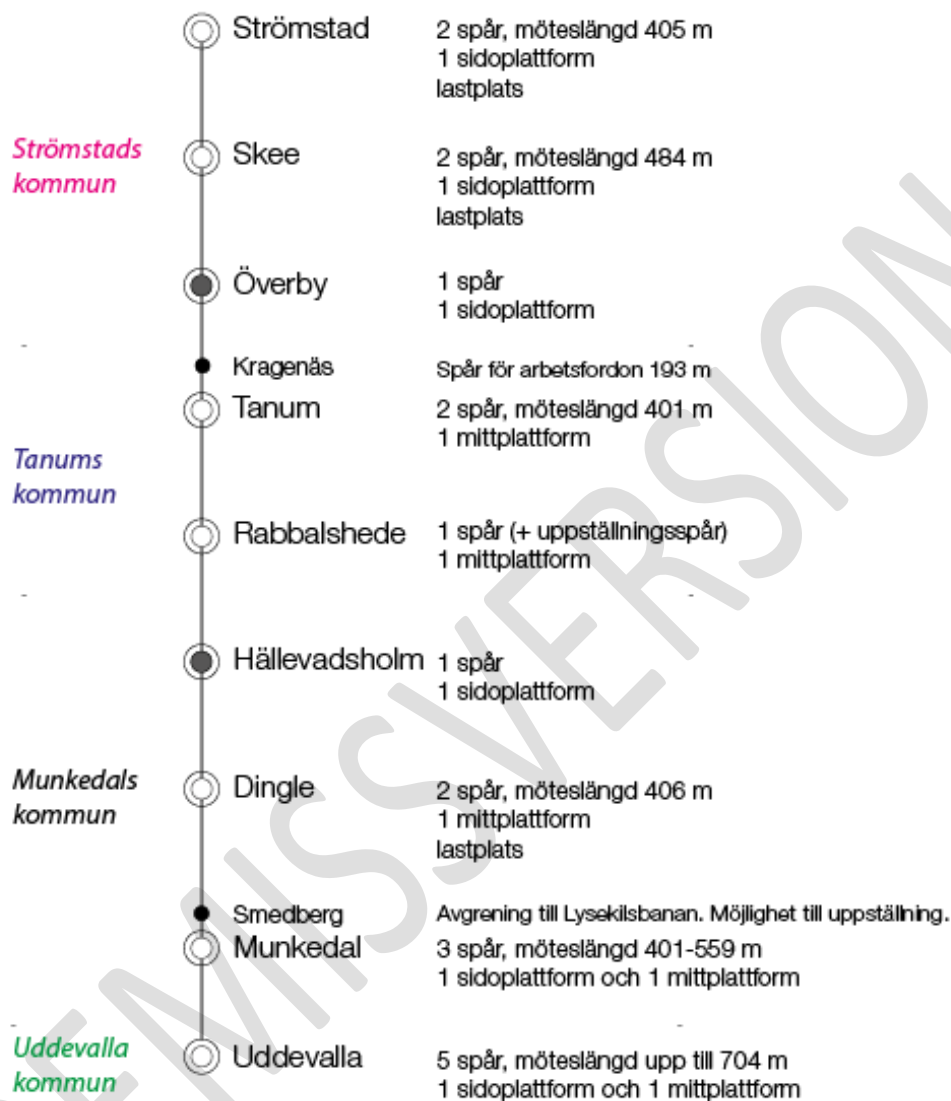 Strömstad
2 spår, möteslängd 405 m
1 sidoplattform
lastplats
Strömstads
kommun
Skee
2 spår, möteslängd 484 m
1 sidoplattform
lastplats
Överby
1 spår
1 sidoplattform
Kragenäs
Spår för arbetsfordon 193 m
Tanum
2 spår, möteslängd 401 m
1 mittplattform
Tanums
kommun
Rabbalshede
1 spår (+ uppställningsspår)
1 mittplattform
Hällevadsholm
1 spår
1 sidoplattform
Munkedals
kommun
Dingle
2 spår, möteslängd 406 m
1 mittplattform
lastplats
Smedberg
Avgrening till Lysekilsbanan. Möjlighet till uppställning.
Munkedal
3 spår, möteslängd 401-559 m
1 sidoplattform och 1 mittplattform
Uddevalla
kommun
Uddevalla
5 spår, möteslängd upp till 704 m
1 sidoplattform och 1 mittplattform
EMISSVERSION